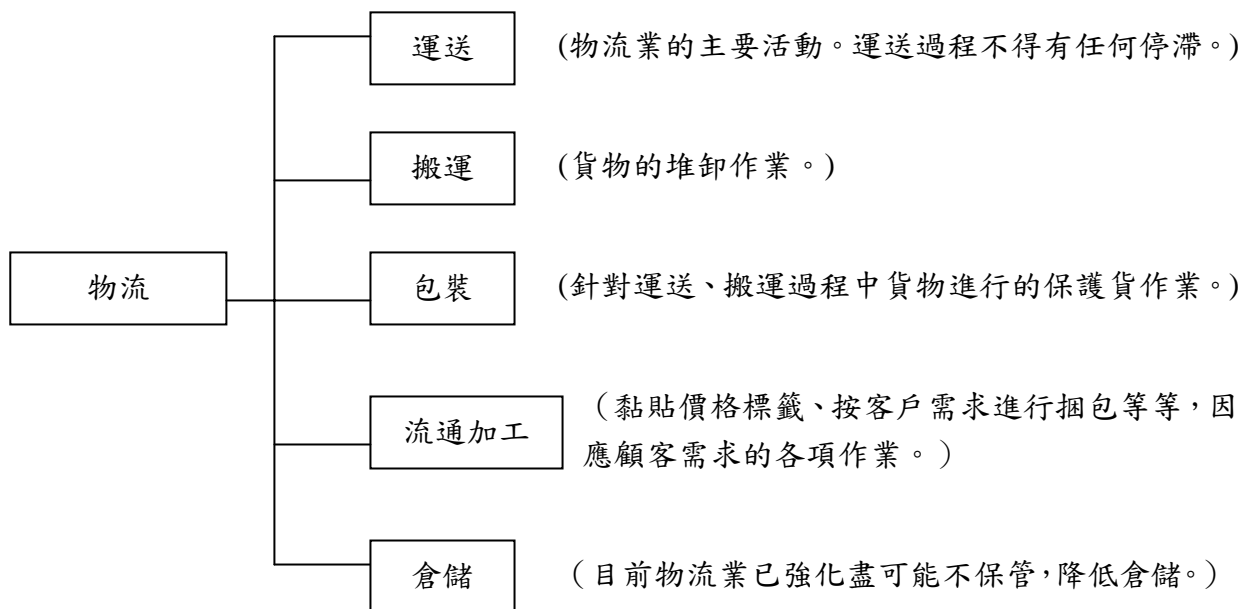 運送
(物流業的主要活動。運送過程不得有任何停滯。)
搬運
(貨物的堆卸作業。)
物流
包裝
(針對運送、搬運過程中貨物進行的保護貨作業。)
流通加工
（黏貼價格標籤、按客戶需求進行捆包等等，因
應顧客需求的各項作業。）
倉儲
（目前物流業已強化盡可能不保管，降低倉儲。）